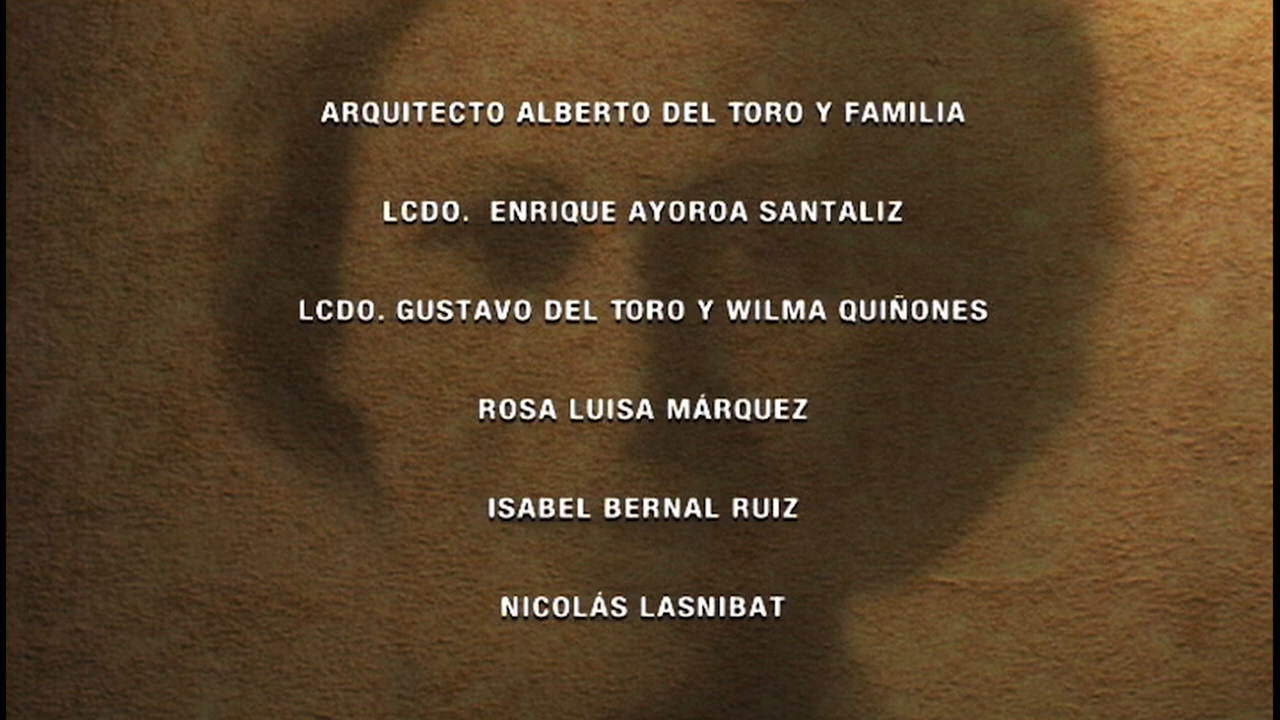 ARQUITECTO ALBERTO DEL TORO Y FAMILIA
LCDO. ENRIQUE AYOROA SANTALIZ
LCDO. GUSTAVO DEL TORO Y WILMA QUIÑONES
ROSA LUISA MÁRQUEZ
ISABEL BERNAL RUIZ
NICOLÁS LASNIBAT